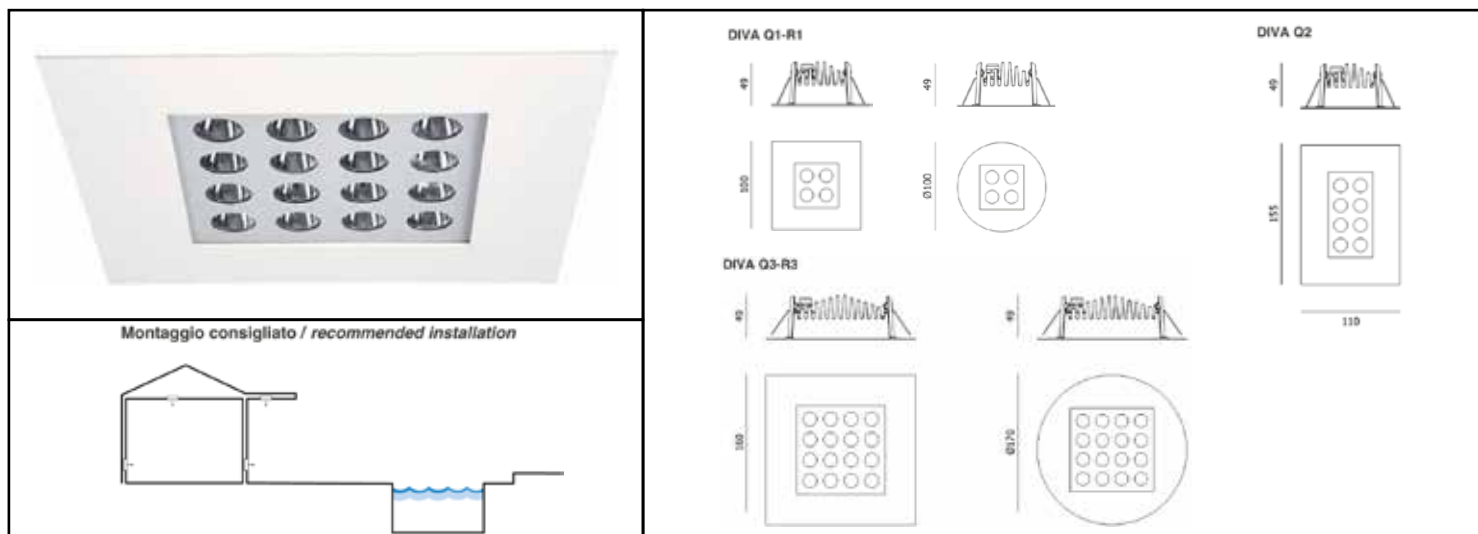 DIVA Q1-R1
DIVA Q2
49
49
49
100
Ø100
155
110
DIVA Q3-R3
49
49
160
Ø170
Montaggio consigliato / recommended installation